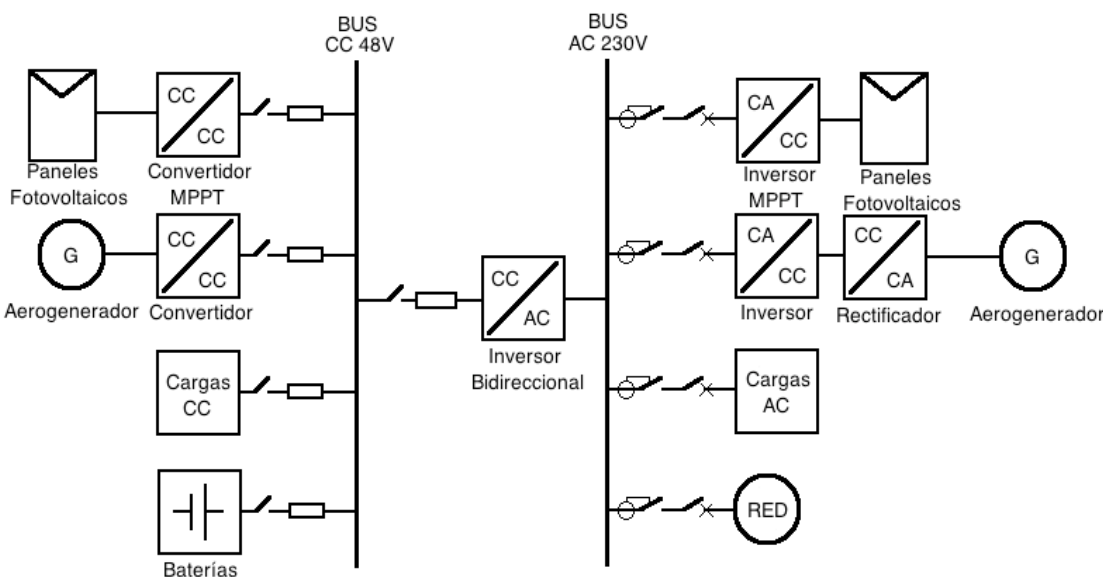 BUS
CC 48V
BUS
AC 230V
CC
CC
Paneles
Fotovoltaicos
Convertidor
MPPT
CA
CC
Inversor
MPPT
Paneles
Fotovoltaicos
G
Aerogenerador
CC
CC
Convertidor
CC
AC
Inversor
Bidireccional
CA
CC
Inversor
CC
CA
Rectificador
G
Aerogenerador
Cargas
CC
Cargas
AC
Baterías
RED